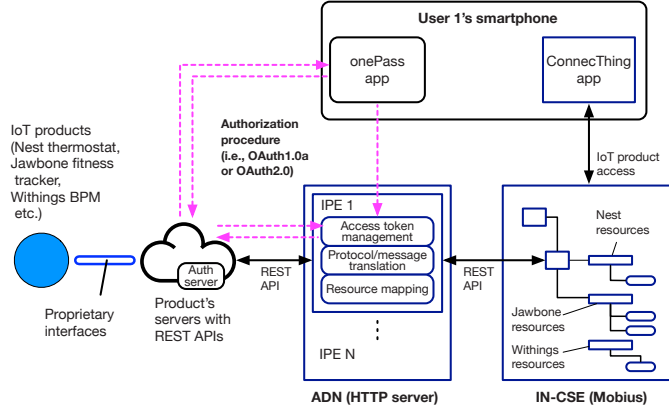 User 1's smartphone
onePass
app
ConnecThing
app
Authorization
procedure
(i.e., OAuth1.0a
or OAuth2.0)
IoT products
(Nest thermostat,
Jawbone fitness
tracker,
Withings BPM
etc.)
IoT product
access
IPE 1
Access token
management
Protocol/message
translation
Resource mapping
Nest
resources
Auth
server
REST
API
REST
API
Proprietary
interfaces
Product's
servers with
REST APIs
Jawbone
resources
Withings
resources
IPE N
ADN (HTTP server)
IN-CSE (Mobius)